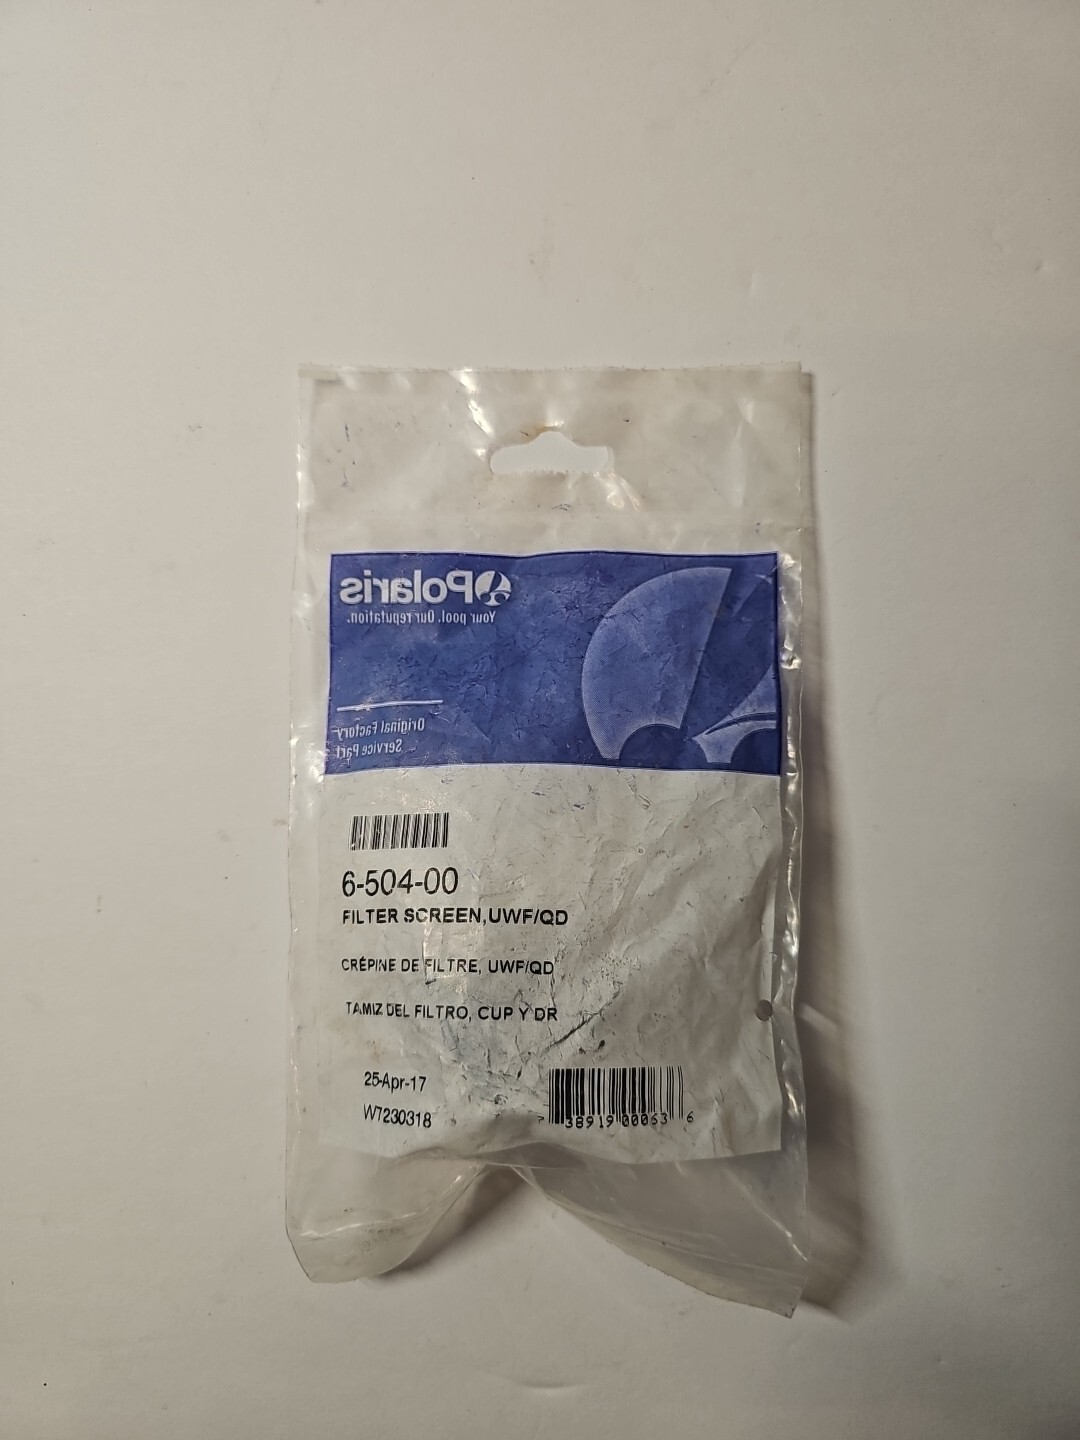 Polaris
Your pool. Our reputation.
Original Factory
Service Part
6-504-00
FILTER SCREEN,UWF/QD
CRÉPINE DE FILTRE, UWF/QD
TAMIZ DEL FILTRO, CUP Y DR
25-Apr-17
W7230318
7 38919 00063 6